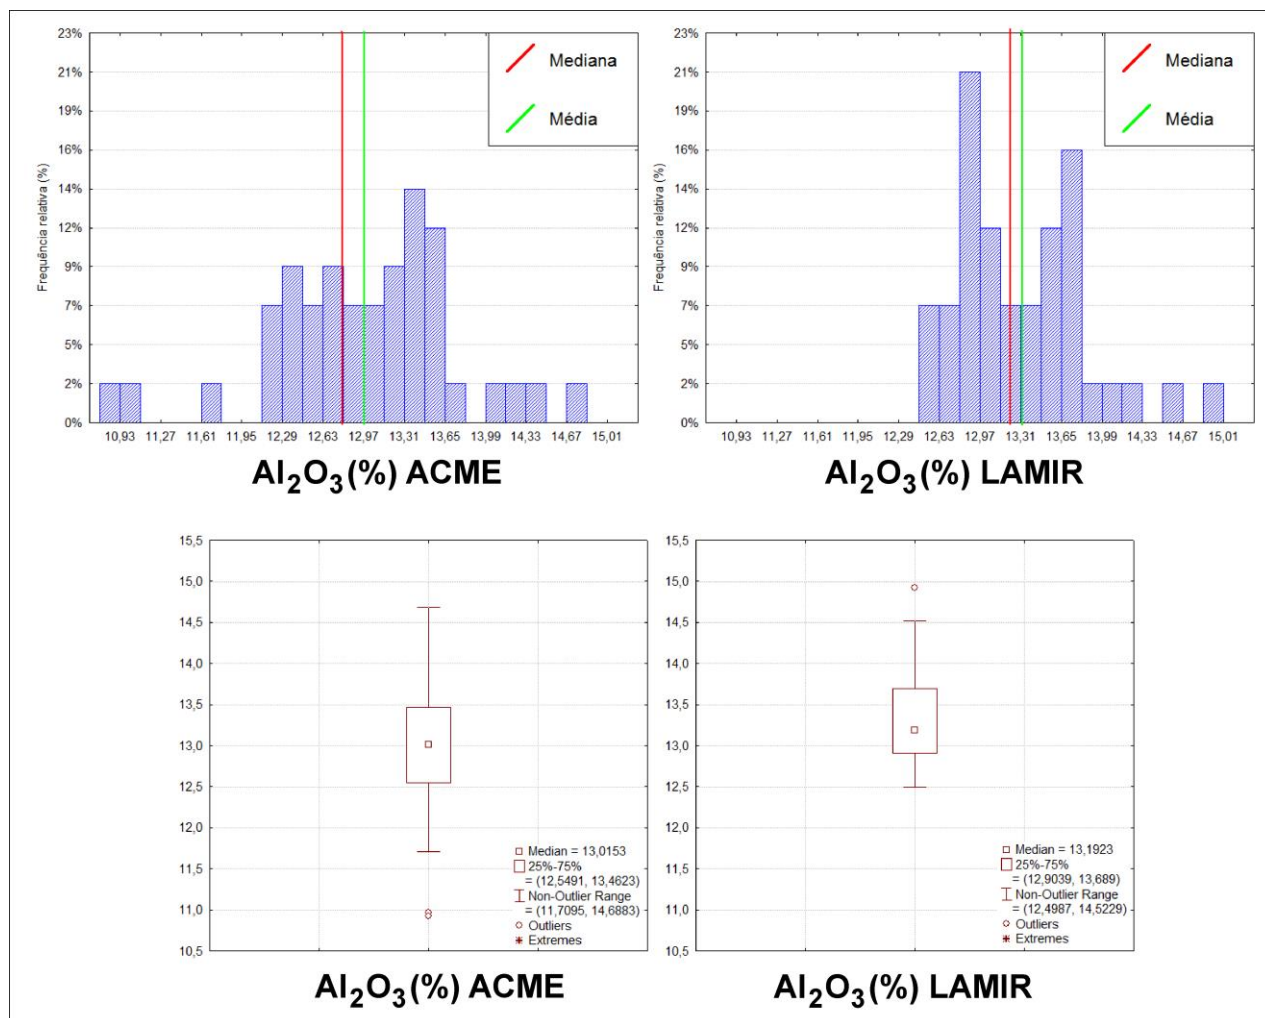 23%
21%
19%
16%
14%
12%
9%
7%
5%
2%
0%
Frequência relativa (%)
Mediana
Média
10,93 11,27 11,61 11,95 12,29 12,63 12,97 13,31 13,65 13,99 14,33 14,67 15,01
Al₂O₃(%) ACME
23%
21%
19%
16%
14%
12%
9%
7%
5%
2%
0%
Frequência relativa (%)
Mediana
Média
10,93 11,27 11,61 11,95 12,29 12,63 12,97 13,31 13,65 13,99 14,33 14,67 15,01
Al₂O₃(%) LAMIR
15,5
15,0
14,5
14,0
13,5
13,0
12,5
12,0
11,5
11,0
10,5
Median = 13,0153
25%-75%
= (12,5491, 13,4623)
Non-Outlier Range
= (11,7095, 14,6883)
Outliers
Extremes
Al₂O₃(%) ACME
15,5
15,0
14,5
14,0
13,5
13,0
12,5
12,0
11,5
11,0
10,5
Median = 13,1923
25%-75%
= (12,9039, 13,689)
Non-Outlier Range
= (12,4987, 14,5229)
Outliers
Extremes
Al₂O₃(%) LAMIR